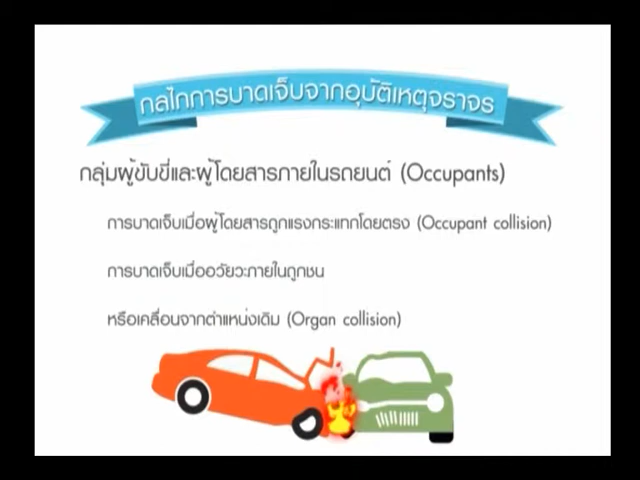 กลไกการบาดเจ็บจากอุบัติเหตุจราจร
กลุ่มผู้ขับขี่และผู้โดยสารภายในรถยนต์ (Occupants)
การบาดเจ็บเมื่อผู้โดยสารถูกแรงกระแทกโดยตรง (Occupant collision)
การบาดเจ็บเมื่ออวัยวะภายในถูกชน
หรือเคลื่อนจากตำแหน่งเดิม (Organ collision)